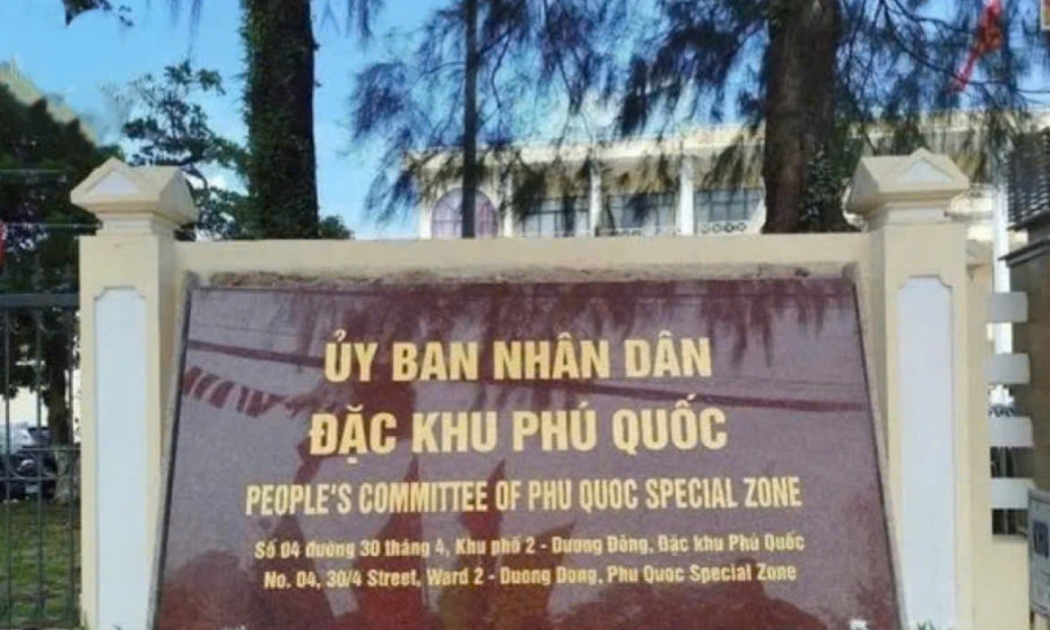 ỦY BAN NHÂN DÂN
ĐẶC KHU PHÚ QUỐC
PEOPLE'S COMMITTEE OF PHU QUOC SPECIAL ZONE
Số 04 đường 30 tháng 4, Khu phố 2 - Dương Đông, Đặc khu Phú Quốc
No. 04, 30/4 Street, Ward 2 - Duong Dong, Phu Quoc Special Zone